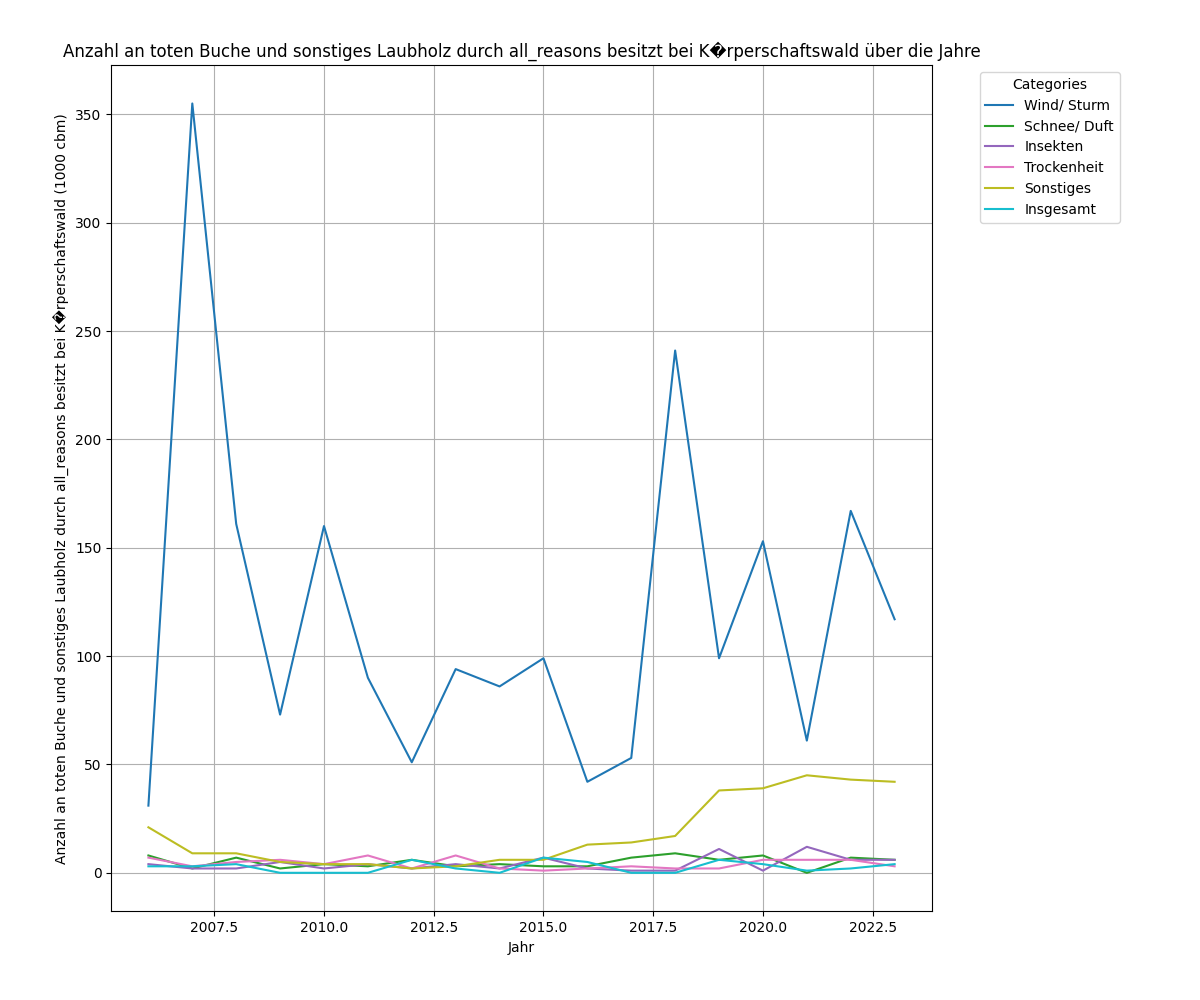 Anzahl an toten Buche und sonstiges Laubholz durch all_reasons besitzt bei K�rperschaftswald über die Jahre
Categories
Wind/ Sturm
Schnee/ Duft
Insekten
Trockenheit
Sonstiges
Insgesamt
Anzahl an toten Buche und sonstiges Laubholz durch all_reasons besitzt bei K�rperschaftswald (1000 cbm)
350
300
250
200
150
100
50
0
2007.5 2010.0 2012.5 2015.0 2017.5 2020.0 2022.5
Jahr